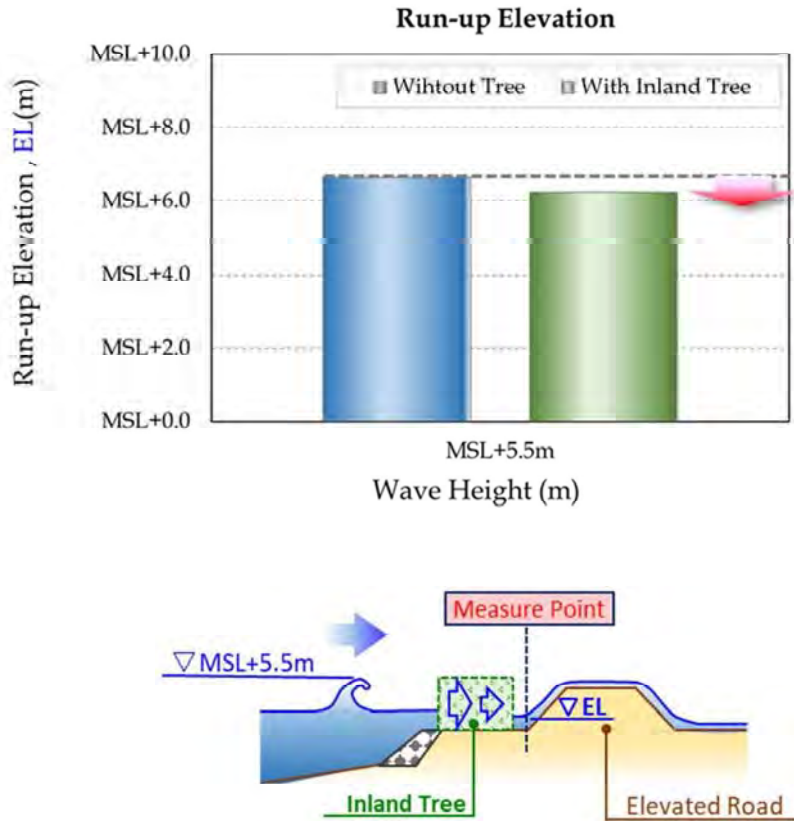 Run-up Elevation
Run-up Elevation , EL(m)
MSL+10.0
MSL+8.0
MSL+6.0
MSL+4.0
MSL+2.0
MSL+0.0
Wihtout Tree
With Inland Tree
MSL+5.5m
Wave Height (m)
Measure Point
MSL+5.5m
EL
Inland Tree
Elevated Road